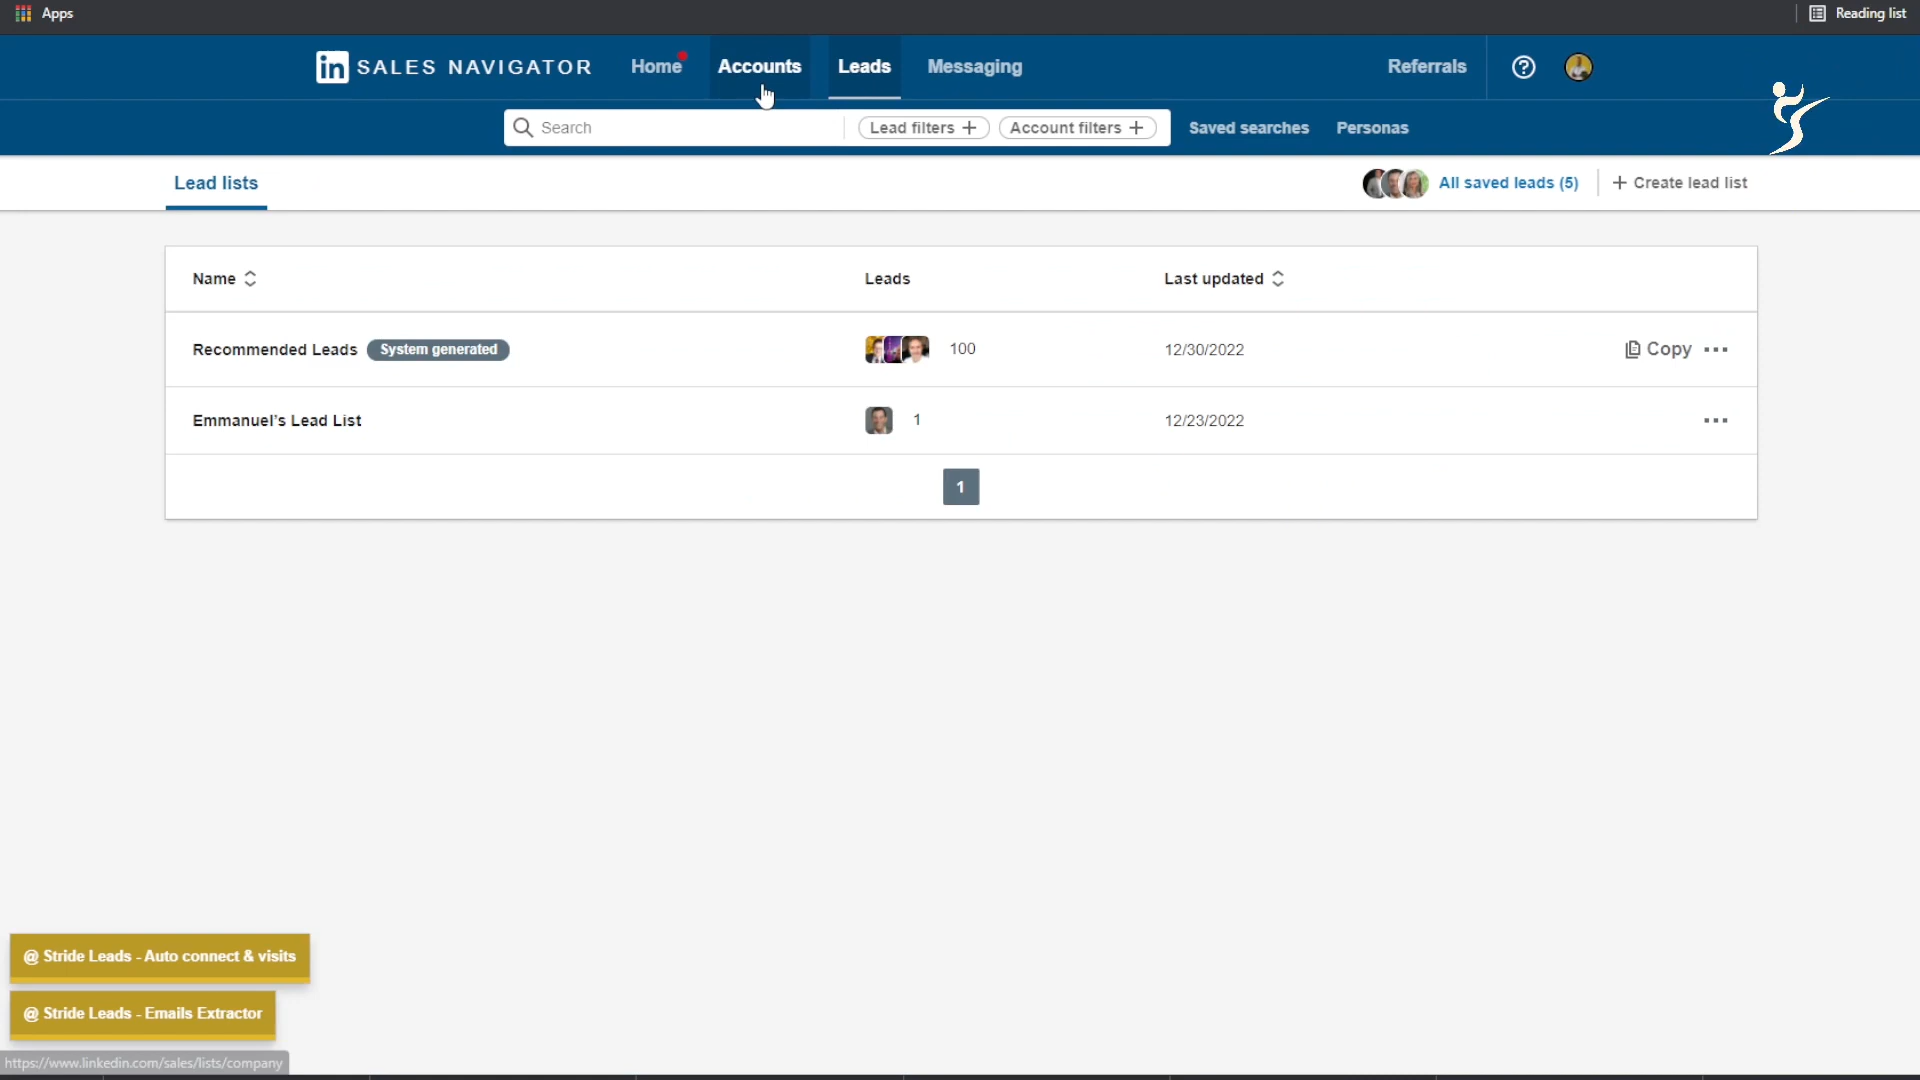 Apps
Reading list
in SALES NAVIGATOR Home Accounts Leads Messaging Referrals
Search Lead filters + Account filters + Saved searches Personas
Lead lists All saved leads (5) + Create lead list
Name Leads Last updated
Recommended Leads System generated 100 12/30/2022 Copy ...
Emmanuel's Lead List 1 12/23/2022 ...
1
@ Stride Leads - Auto connect & visits
@ Stride Leads - Emails Extractor
https://www.linkedin.com/sales/lists/company